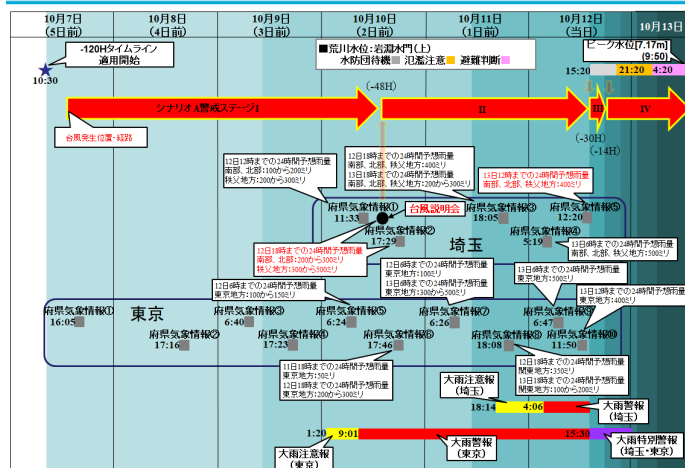 10月7日
(5日前)
10月8日
(4日前)
10月9日
(3日前)
10月10日
(2日前)
10月11日
(1日前)
10月12日
(当日)
10月13日
-120Hタイムライン
適用開始
10:30
■荒川水位:岩淵水門(上)
水防団待機■ 氾濫注意■ 避難判断■
ピーク水位[7.17m]
(9:50)
15:20
21:20
4:20
(-48H)
シナリオA警戒ステージⅠ
Ⅱ
Ⅲ
Ⅳ
(-30H)
(-14H)
台風発生位置・経路
12日12時までの24時間予想雨量
南部、北部:100から200ミリ
秩父地方:200から300ミリ
12日18時までの24時間予想雨量
南部、北部、秩父地方:400ミリ
13日18時までの24時間予想雨量
南部、北部、秩父地方:200から300ミリ
13日12時までの24時間予想雨量
南部、北部、秩父地方:400ミリ
府県気象情報①
11:33
台風説明会
府県気象情報③
18:05
府県気象情報⑤
12:20
府県気象情報②
17:29
埼玉
府県気象情報④
5:19
12日18時までの24時間予想雨量
南部、北部:200から300ミリ
秩父地方:300から500ミリ
13日6時までの24時間予想雨量
南部、北部、秩父地方:500ミリ
12日6時までの24時間予想雨量
東京地方:100ミリ
13日6時までの24時間予想雨量
東京地方:300から500ミリ
13日6時までの24時間予想雨量
東京地方:500ミリ
12日6時までの24時間予想雨量
東京地方:100から150ミリ
13日12時までの24時間予想雨量
東京地方:400ミリ
府県気象情報①
16:05
東京
府県気象情報③
6:40
府県気象情報⑤
6:24
府県気象情報⑦
6:26
府県気象情報⑨
6:47
府県気象情報②
17:16
府県気象情報④
17:23
府県気象情報⑥
17:46
府県気象情報⑧
18:08
府県気象情報⑩
11:50
11日18時までの24時間予想雨量
東京地方:50ミリ
12日18時までの24時間予想雨量
東京地方:200から300ミリ
12日18時までの24時間予想雨量
関東地方:350ミリ
13日18時までの24時間予想雨量
関東地方:100から200ミリ
大雨注意報
(埼玉)
18:14
4:06
大雨警報
(埼玉)
1:20
9:01
15:30
大雨注意報
(東京)
大雨警報
(東京)
大雨特別警報
(埼玉・東京)